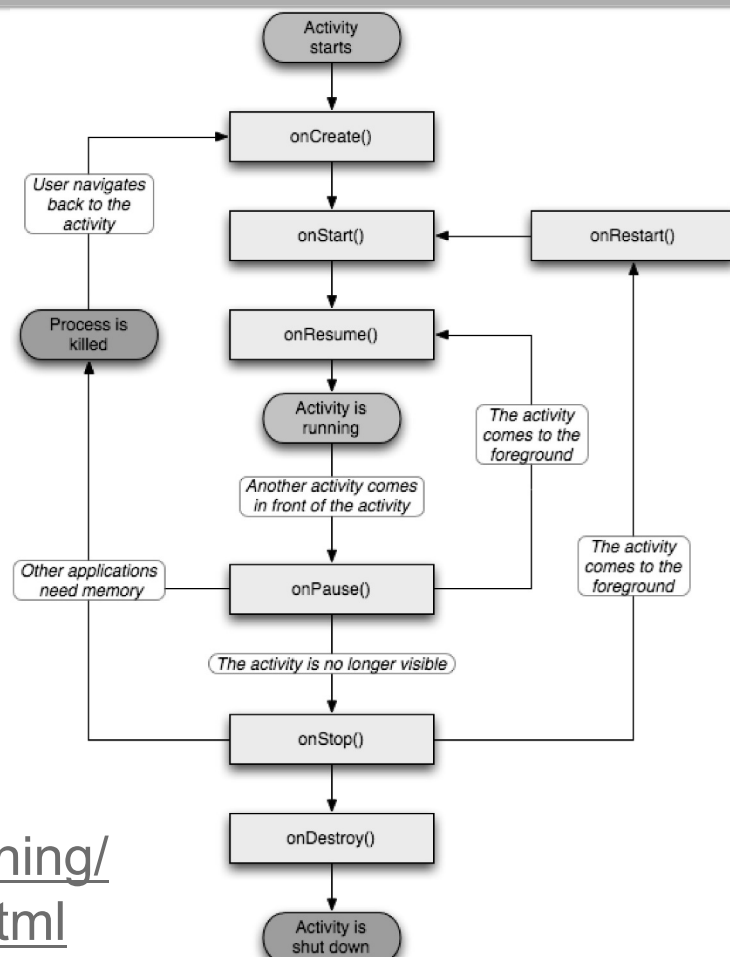 Activity
starts
onCreate()
User navigates
back to the
activity
onStart()
onRestart()
Process is
killed
onResume()
Activity is
running
The activity
comes to the
foreground
Another activity comes
in front of the activity
Other applications
need memory
onPause()
The activity
comes to the
foreground
The activity is no longer visible
onStop()
onDestroy()
ning/
tml
Activity is
shut down